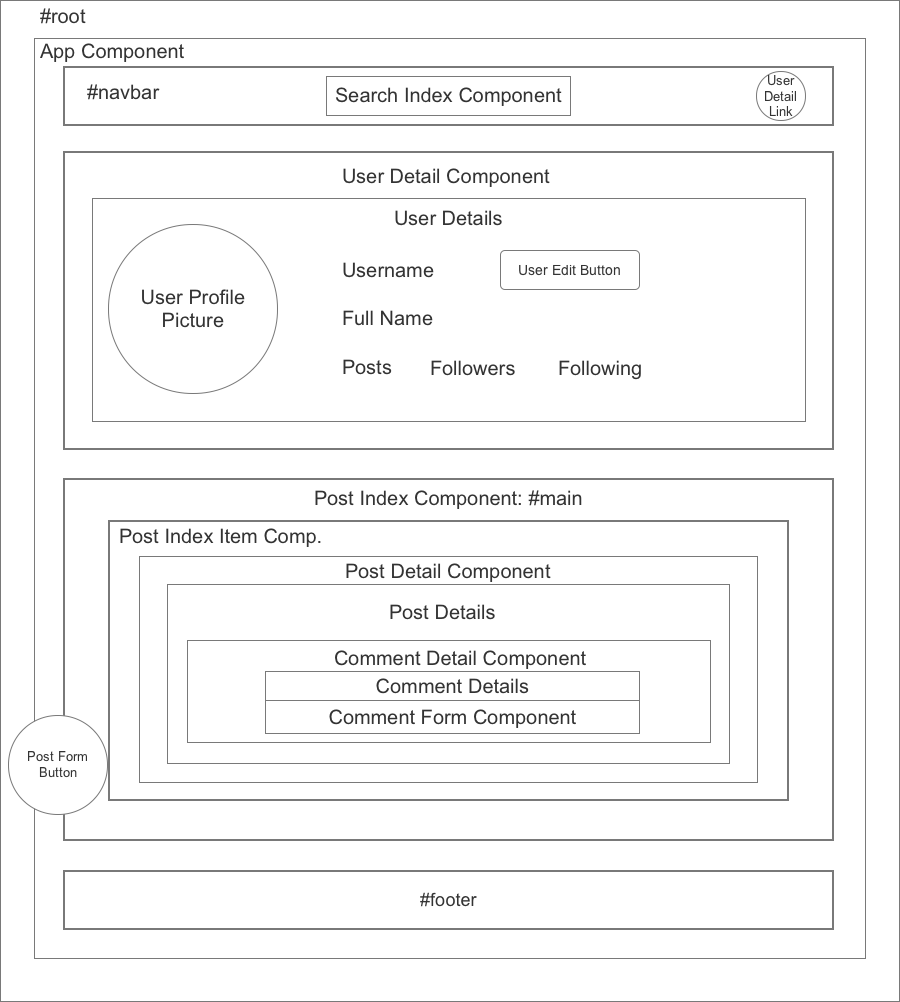 #root
App Component
#navbar
Search Index Component
User
Detail
Link
User Detail Component
User Details
User Profile
Picture
Username
User Edit Button
Full Name
Posts
Followers
Following
Post Index Component: #main
Post Index Item Comp.
Post Detail Component
Post Details
Comment Detail Component
Comment Details
Comment Form Component
Post Form
Button
#footer